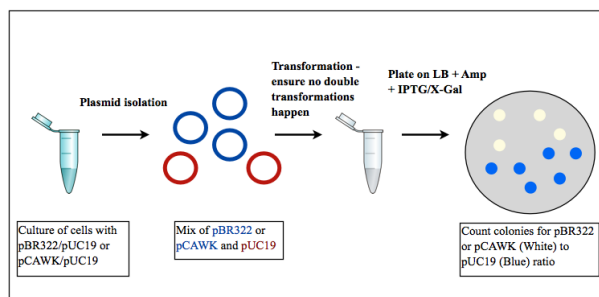 Plasmid isolation
Transformation -
ensure no double
transformations
happen
Plate on LB + Amp
+ IPTG/X-Gal
Culture of cells with
pBR322/pUC19 or
pCAWK/pUC19
Mix of pBR322 or
pCAWK and pUC19
Count colonies for pBR322
or pCAWK (White) to
pUC19 (Blue) ratio